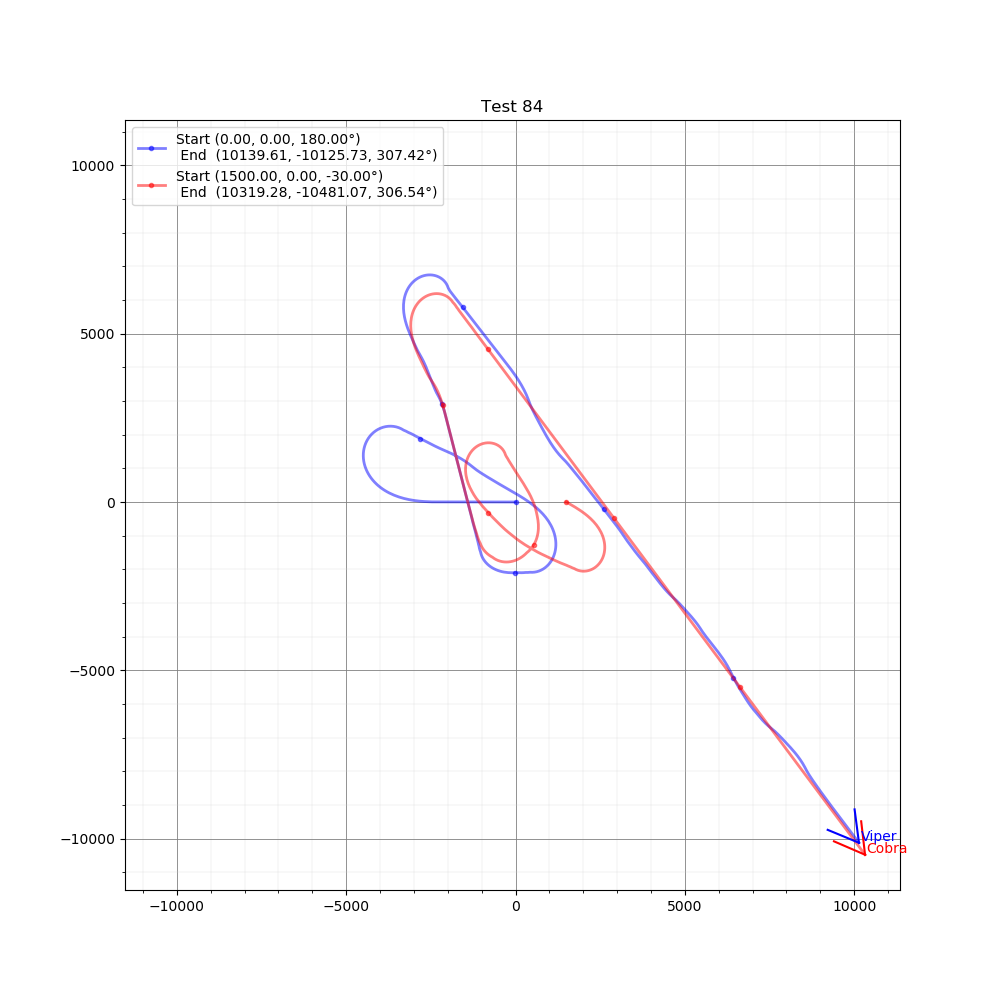 Test 84
Start (0.00, 0.00, 180.00°)
End (10139.61, -10125.73, 307.42°)
Start (1500.00, 0.00, -30.00°)
End (10319.28, -10481.07, 306.54°)
10000
5000
0
−5000
−10000
Viper
Cobra
−10000
−5000
0
5000
10000